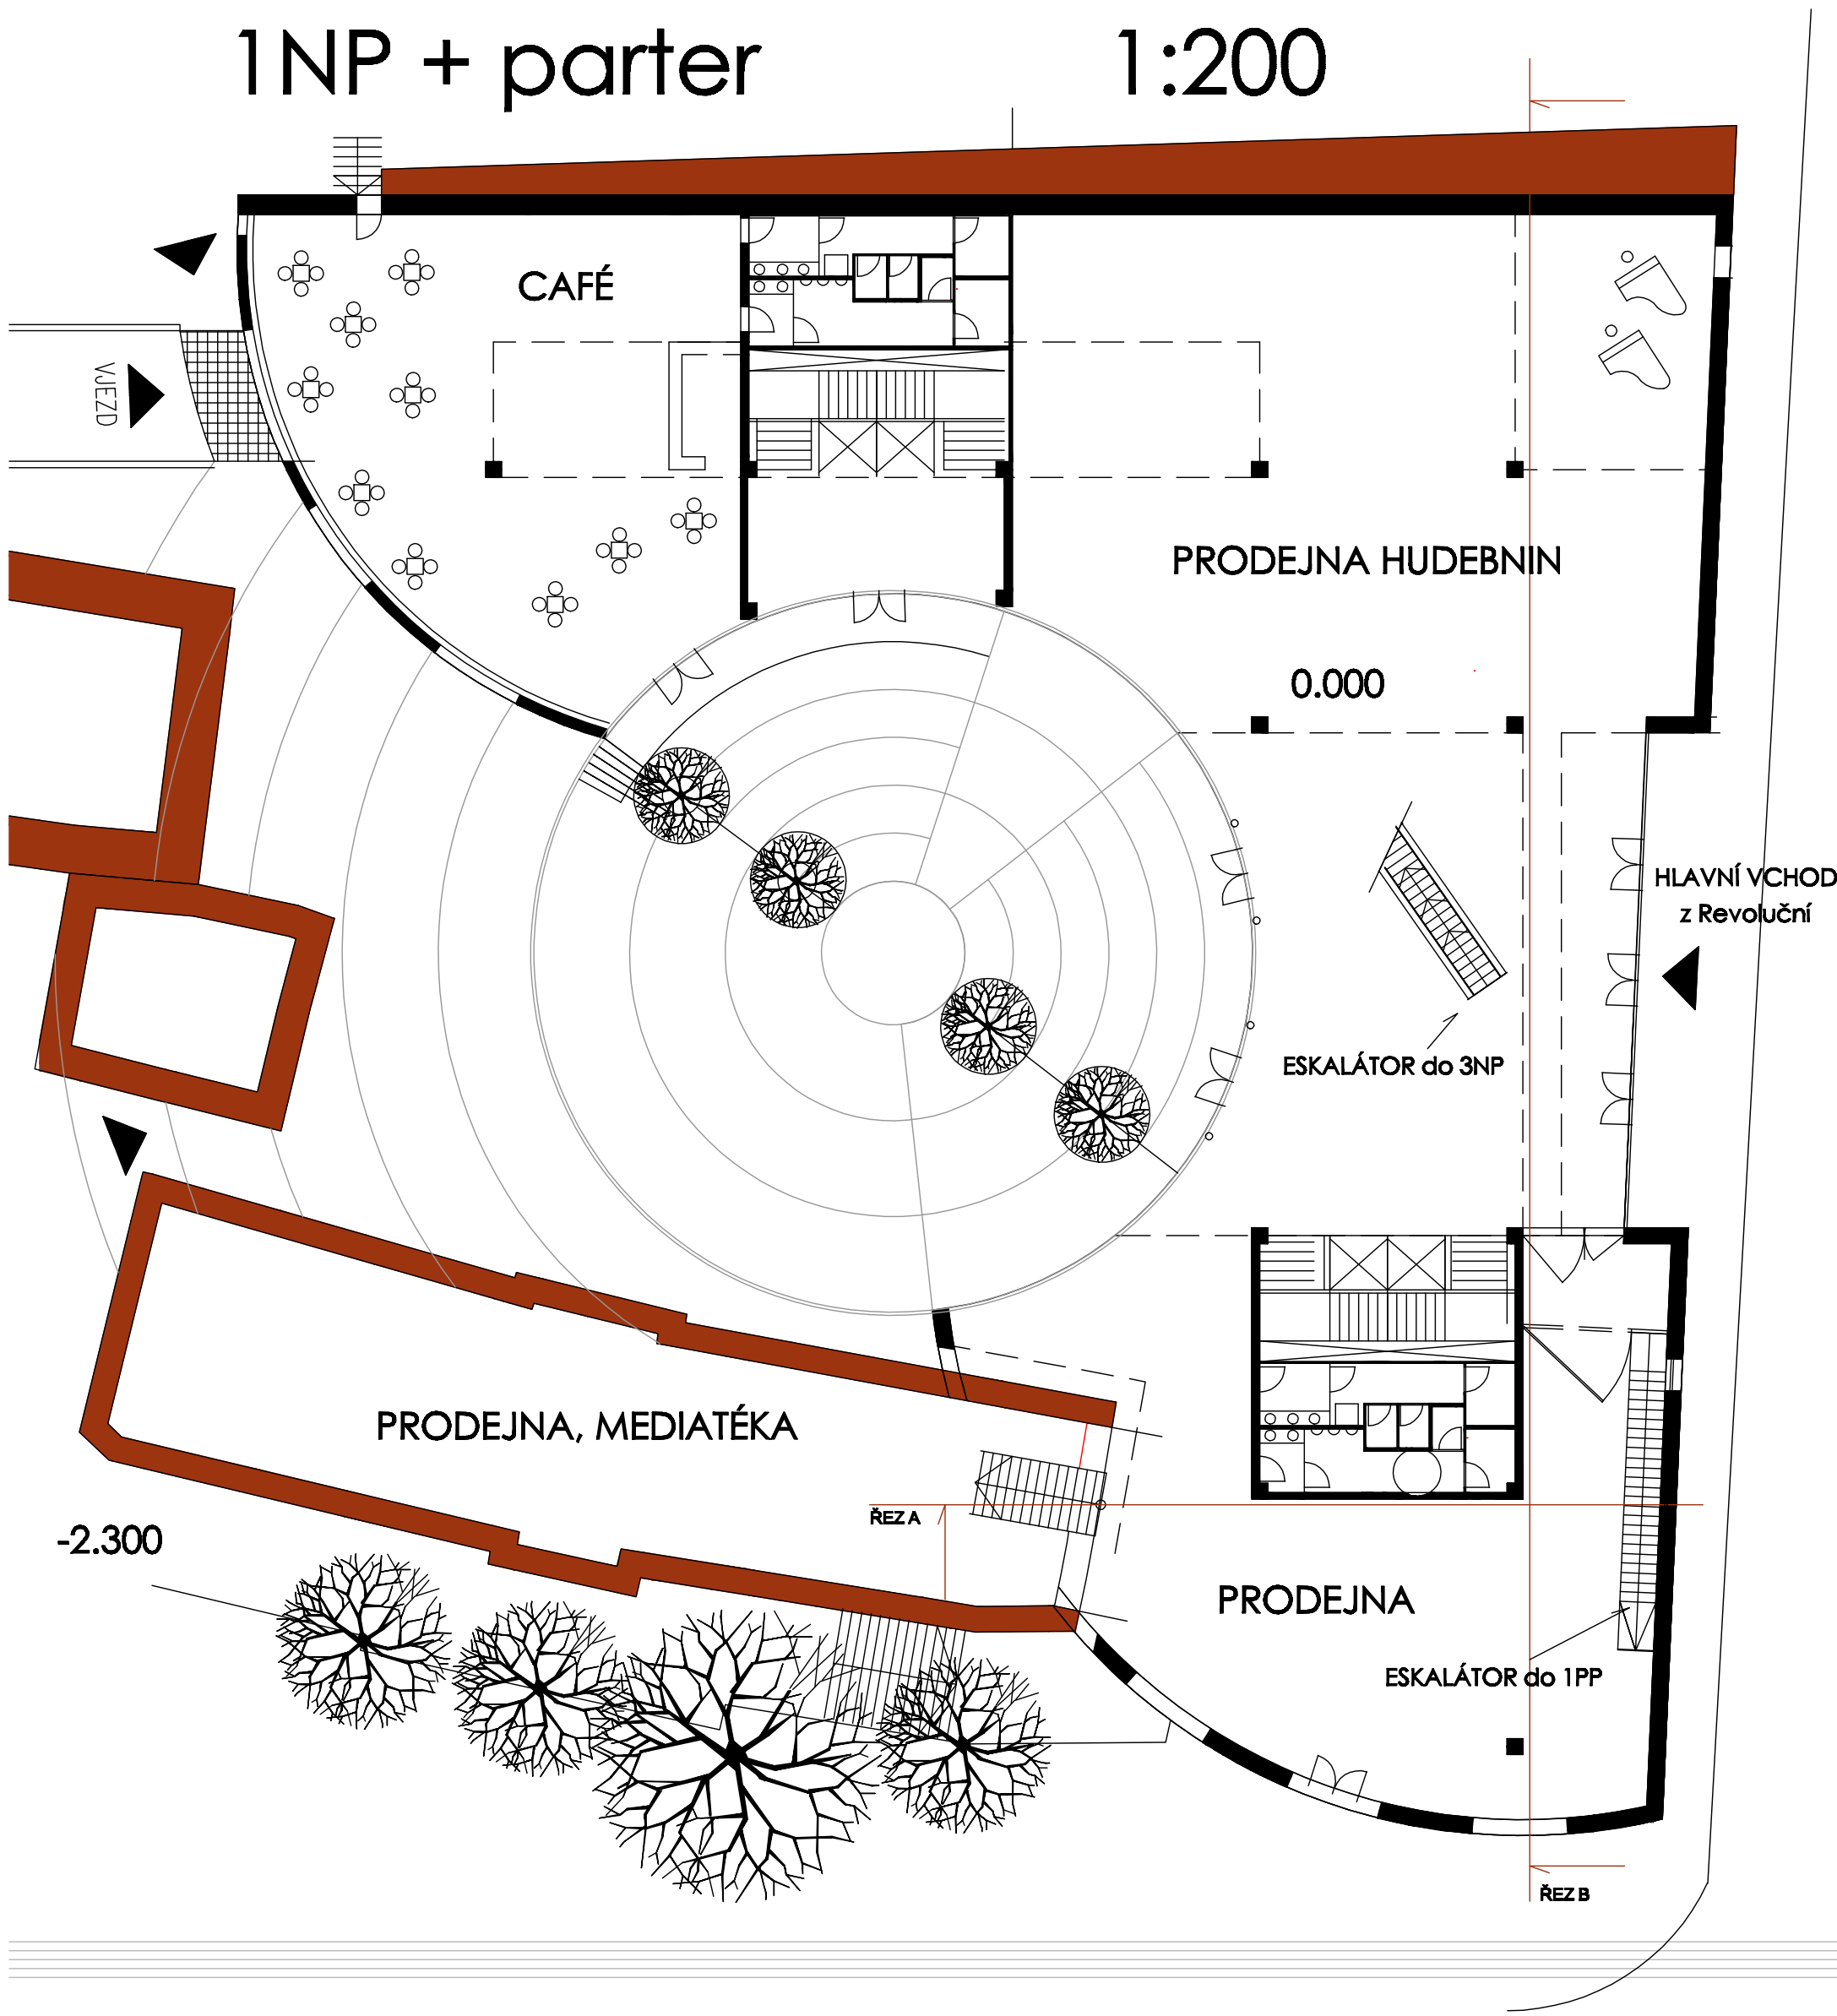 1NP + parter
1:200
CAFÉ
VJEZD
PRODEJNA HUDEBNIN
0.000
HLAVNÍ VCHOD
z Revoluční
ESKALÁTOR do 3NP
PRODEJNA, MEDIATÉKA
ŘEZ A
-2.300
PRODEJNA
ESKALÁTOR do 1PP
ŘEZ B